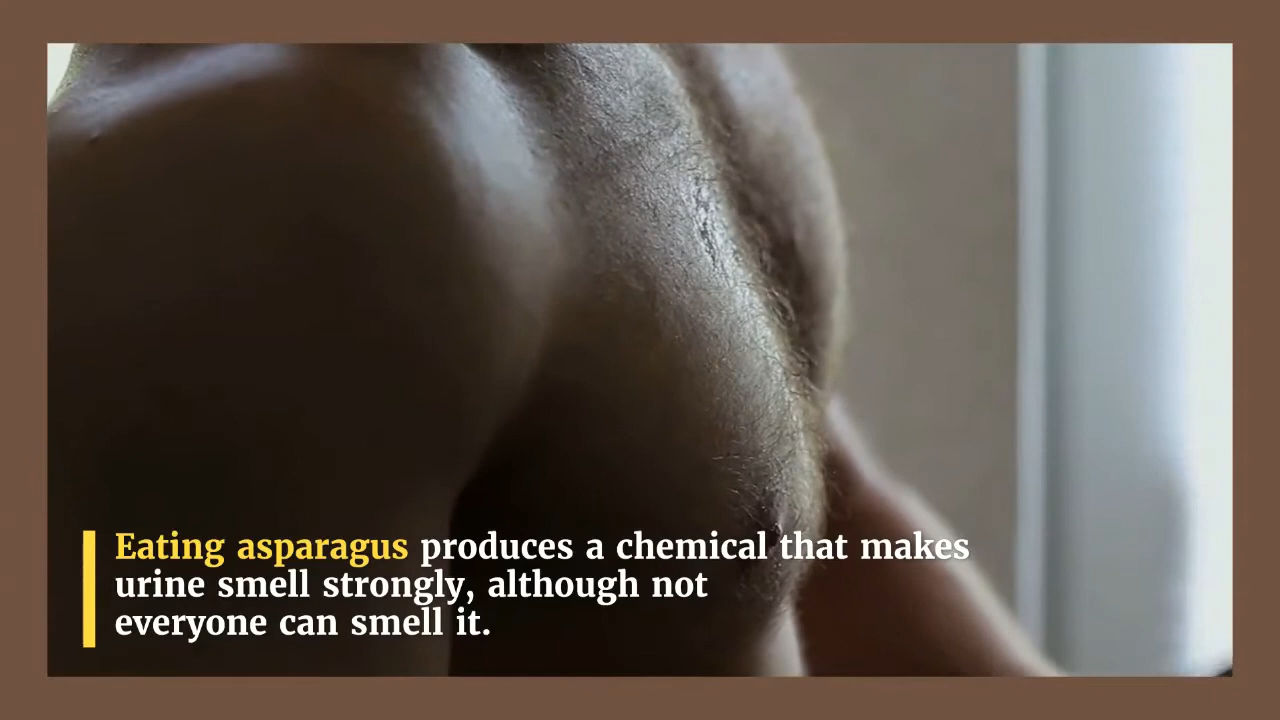 Eating asparagus produces a chemical that makes
urine smell strongly, although not
everyone can smell it.